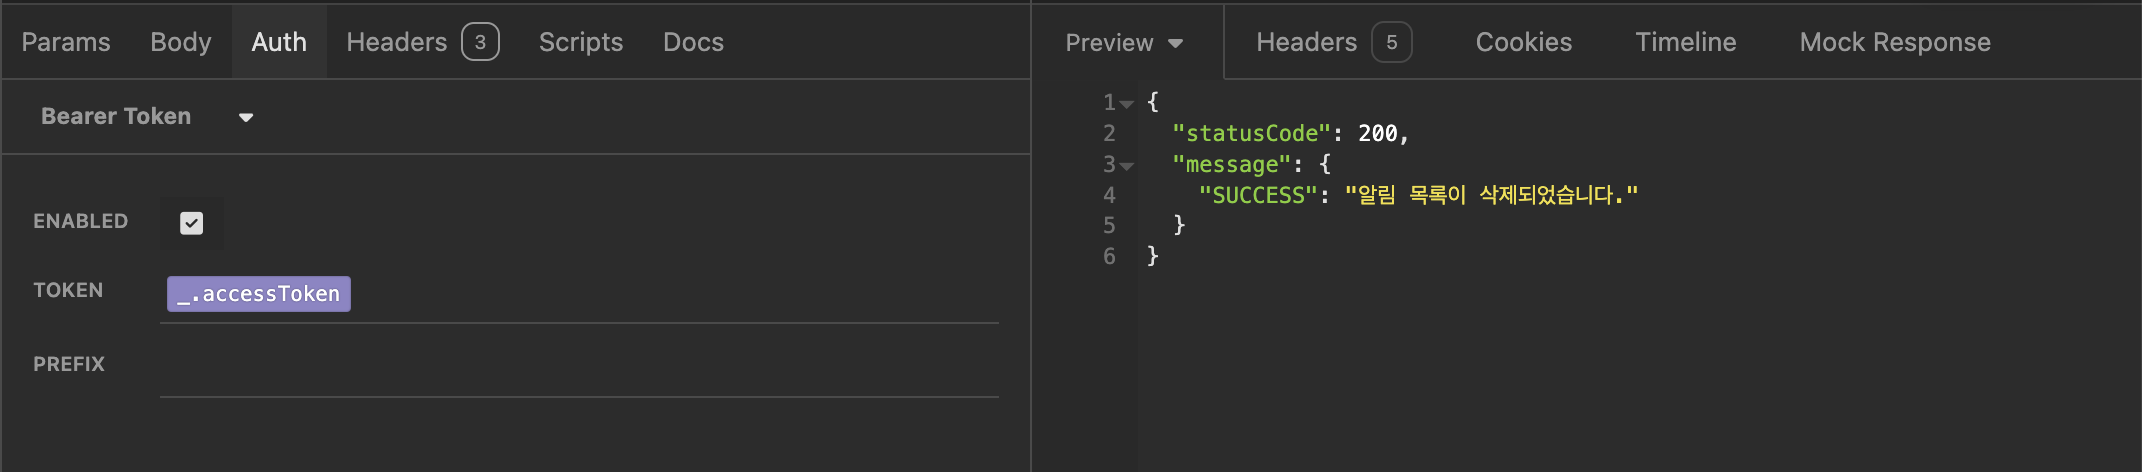 Params Body Auth Headers 3 Scripts Docs
Bearer Token
ENABLED
TOKEN _.accessToken
PREFIX
Preview Headers 5 Cookies Timeline Mock Response
1 {
2 "statusCode": 200,
3 "message": {
4 "SUCCESS": "알림 목록이 삭제되었습니다."
5 }
6 }